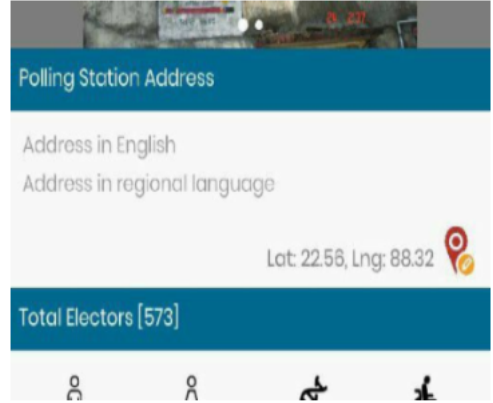 Polling Station Address
Address in English
Address in regional language
Lat: 22.56, Lng: 88.32
Total Electors [573]